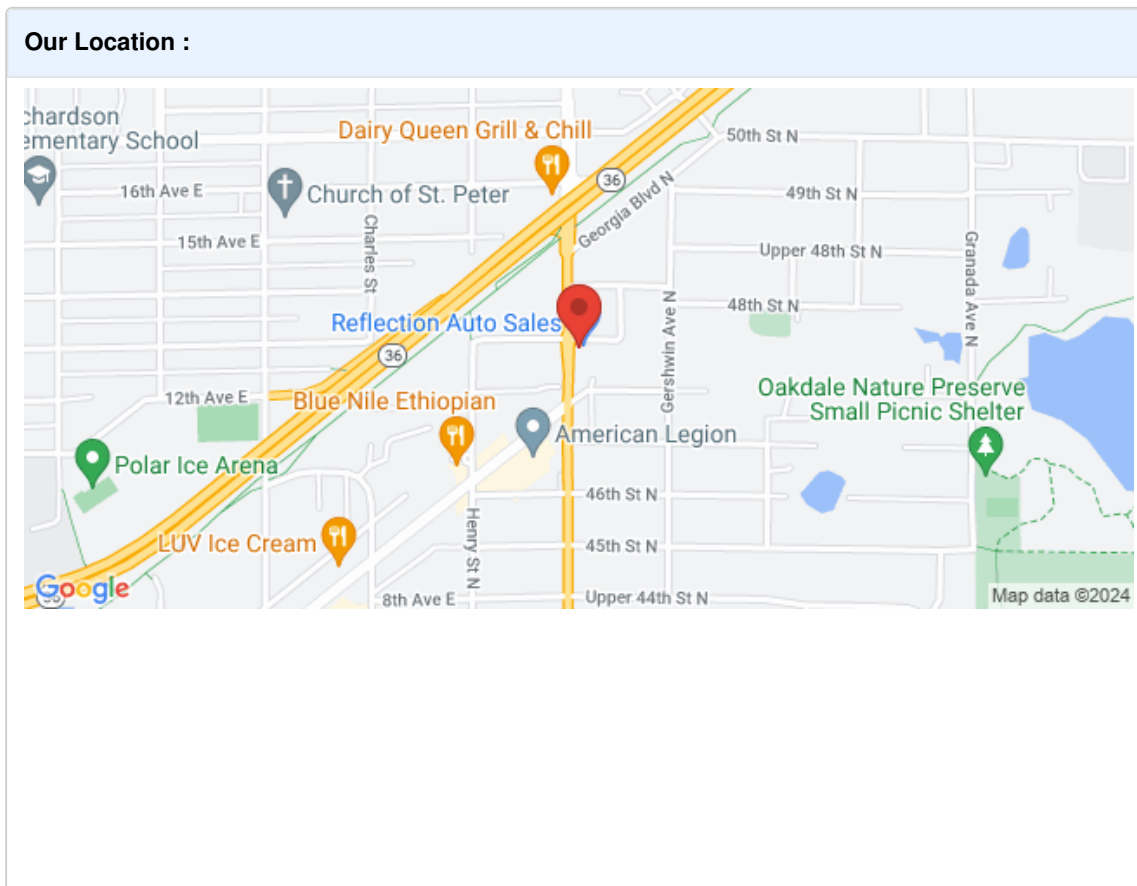 Our Location :
chardson
ementary School
Dairy Queen Grill & Chill
50th St N
36
16th Ave E
Church of St. Peter
49th St N
Georgia Blvd N
Charles St
15th Ave E
Upper 48th St N
Granada Ave N
Gershwin Ave N
48th St N
Reflection Auto Sales
36
12th Ave E
Blue Nile Ethiopian
Oakdale Nature Preserve
Small Picnic Shelter
American Legion
Polar Ice Arena
46th St N
Henry St N
LUV Ice Cream
45th St N
Google
8th Ave E
Upper 44th St N
Map data ©2024